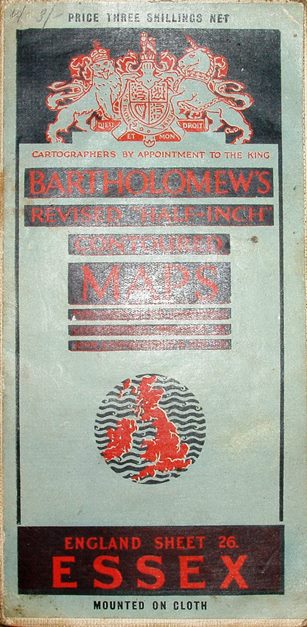 3/-
PRICE THREE SHILLINGS NET
DIEU
ET
MON
DROIT
CARTOGRAPHERS BY APPOINTMENT TO THE KING
BARTHOLOMEW'S
REVISED "HALF-INCH"
CONTOURED
MAPS
ENGLAND SHEET 26.
ESSEX
MOUNTED ON CLOTH